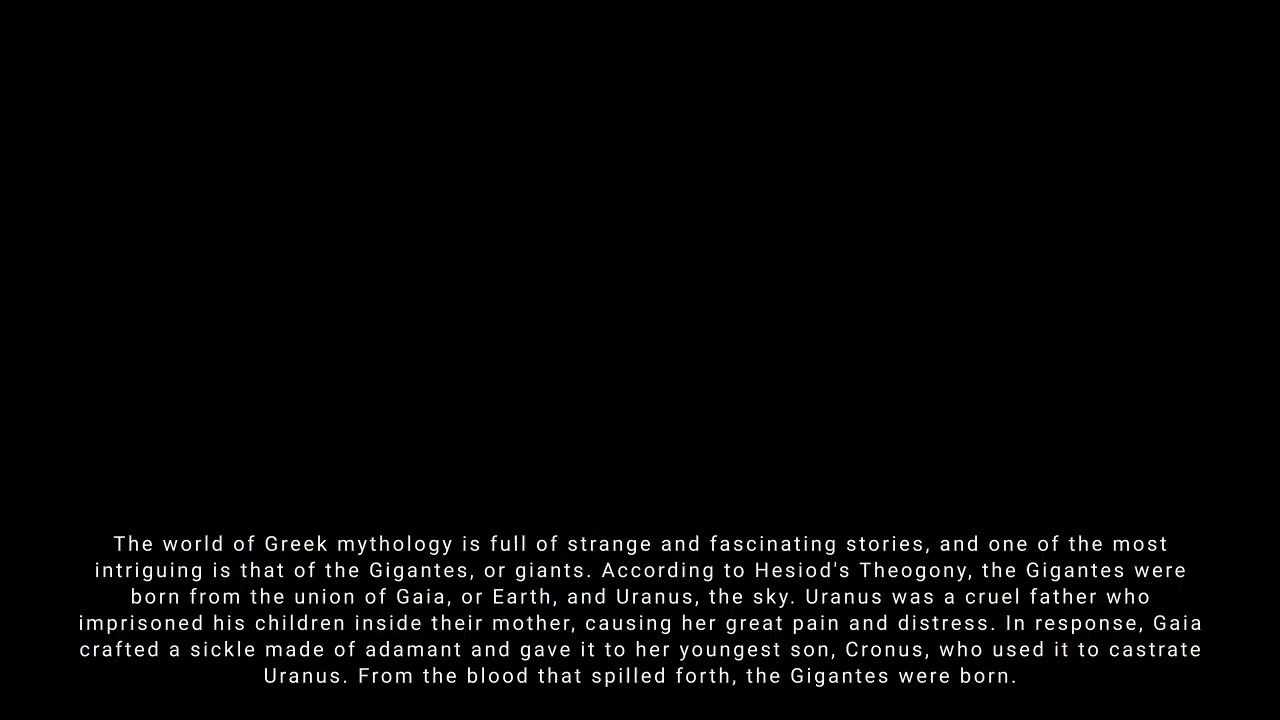 The world of Greek mythology is full of strange and fascinating stories, and one of the most
intriguing is that of the Gigantes, or giants. According to Hesiod's Theogony, the Gigantes were
born from the union of Gaia, or Earth, and Uranus, the sky. Uranus was a cruel father who
imprisoned his children inside their mother, causing her great pain and distress. In response, Gaia
crafted a sickle made of adamant and gave it to her youngest son, Cronus, who used it to castrate
Uranus. From the blood that spilled forth, the Gigantes were born.